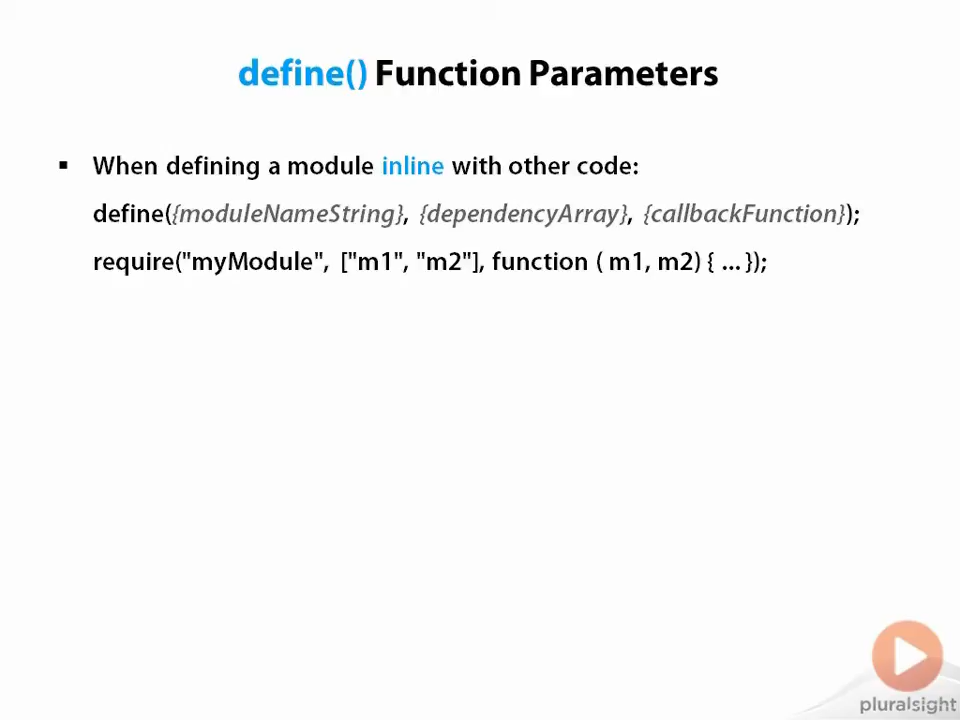 define() Function Parameters
▪ When defining a module inline with other code:
define({moduleNameString}, {dependencyArray}, {callbackFunction});
require("myModule", ["m1", "m2"], function ( m1, m2) { ... });
pluralsight